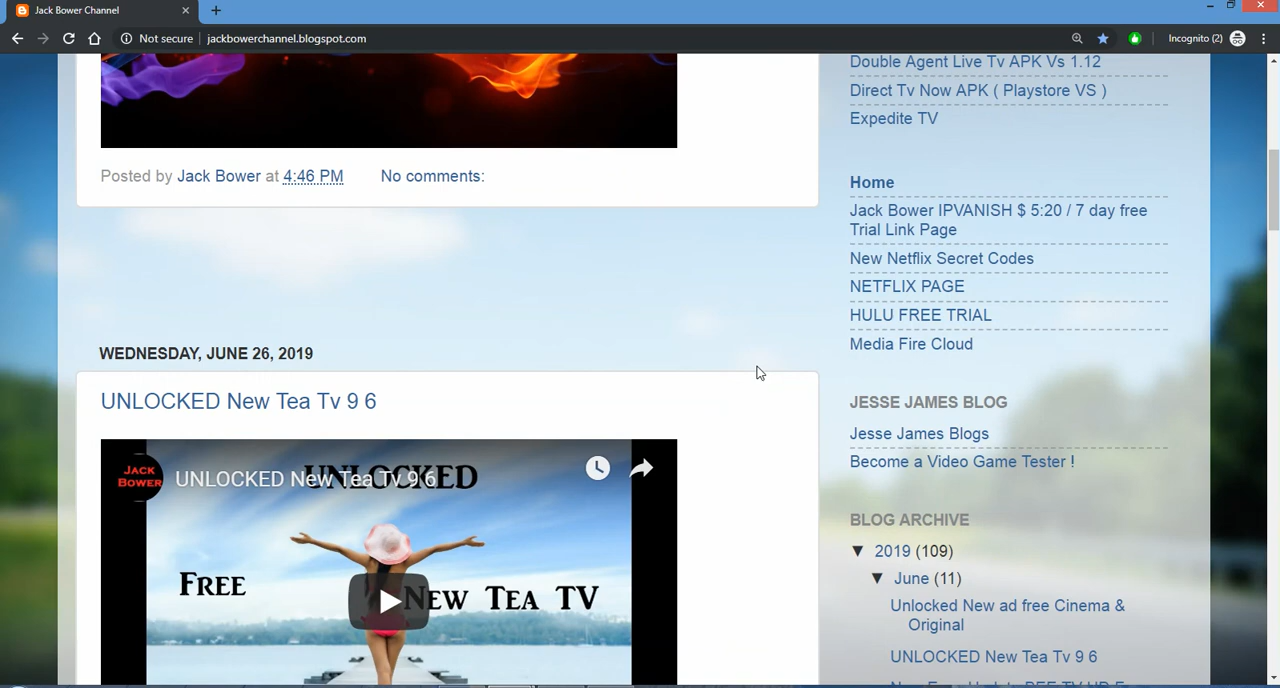 Jack Bower Channel
Not secure
jackbowerchannel.blogspot.com
Incognito (2)
Posted by Jack Bower at 4:46 PM No comments:
WEDNESDAY, JUNE 26, 2019
UNLOCKED New Tea Tv 9 6
JACK
BOWER
UNLOCKED New Tea Tv 9 6
UNLOCKED
FREE
NEW TEA TV
Double Agent Live Tv APK Vs 1.12
Direct Tv Now APK ( Playstore VS )
Expedite TV
Home
Jack Bower IPVANISH $ 5:20 / 7 day free
Trial Link Page
New Netflix Secret Codes
NETFLIX PAGE
HULU FREE TRIAL
Media Fire Cloud
JESSE JAMES BLOG
Jesse James Blogs
Become a Video Game Tester !
BLOG ARCHIVE
▼ 2019 (109)
▼ June (11)
Unlocked New ad free Cinema &
Original
UNLOCKED New Tea Tv 9 6